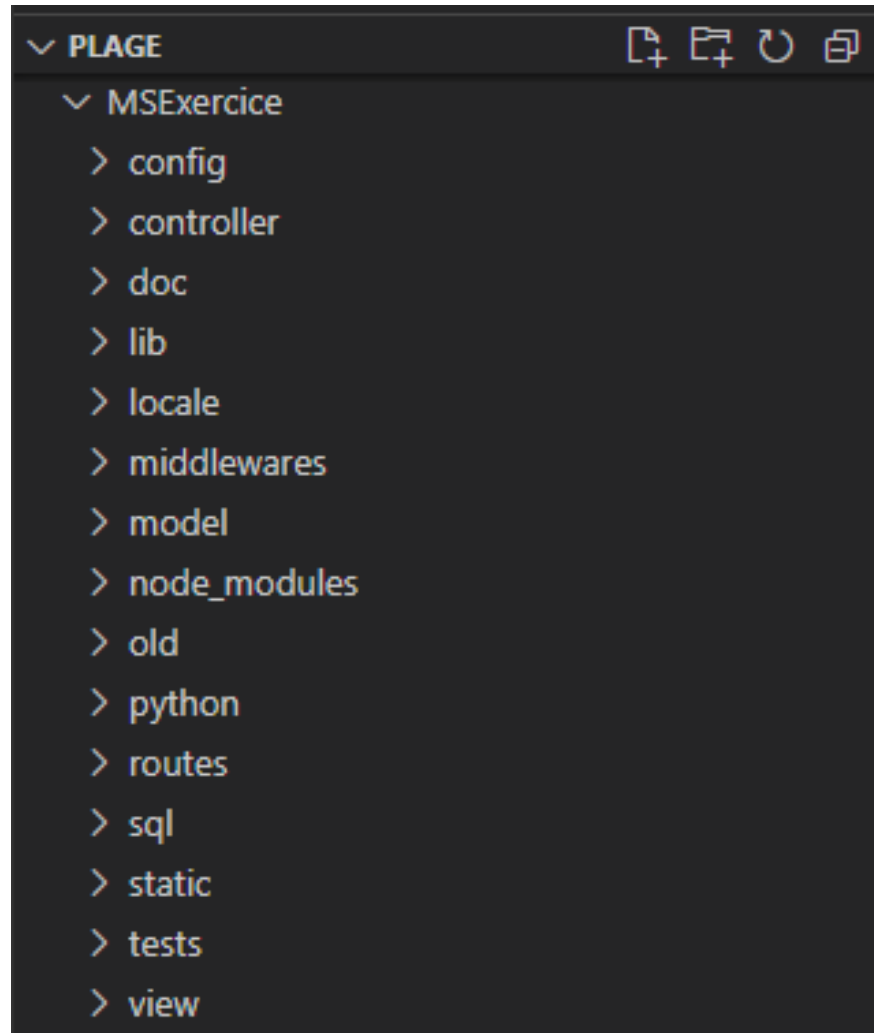 PLAGE
MSExercice
config
controller
doc
lib
locale
middlewares
model
node_modules
old
python
routes
sql
static
tests
view